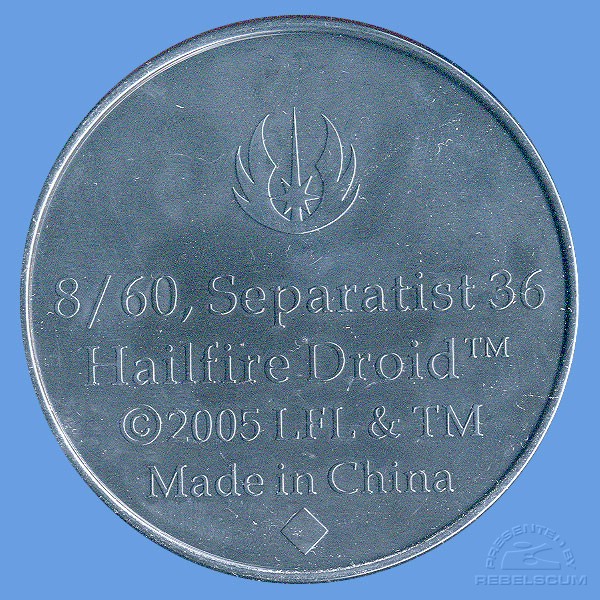 8/60, Separatist 36
Hailfire Droid™
©2005 LFL & TM
Made in China
PRESENTED BY
REBELSCUM